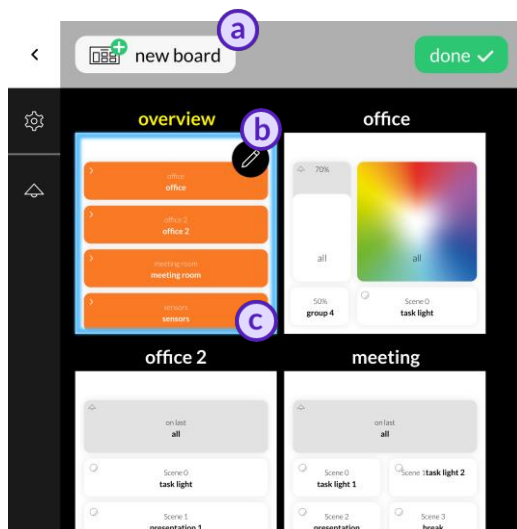 a
new board
done
overview
b
office
office
office
office 2
office 2
meeting room
meeting room
sensors
sensors
c
70%
all
all
50%
group 4
Scene 0
task light
office 2
meeting
on last
all
Scene 0
task light
Scene 1
presentation 1
on last
all
Scene 0
task light 1
Scene 1task light 2
Scene 2
presentation
Scene 3
break